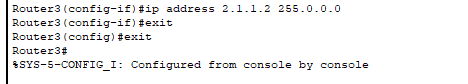 Router3(config-if)#ip address 2.1.1.2 255.0.0.0
Router3(config-if)#exit
Router3(config)#exit
Router3#
%SYS-5-CONFIG_I: Configured from console by console